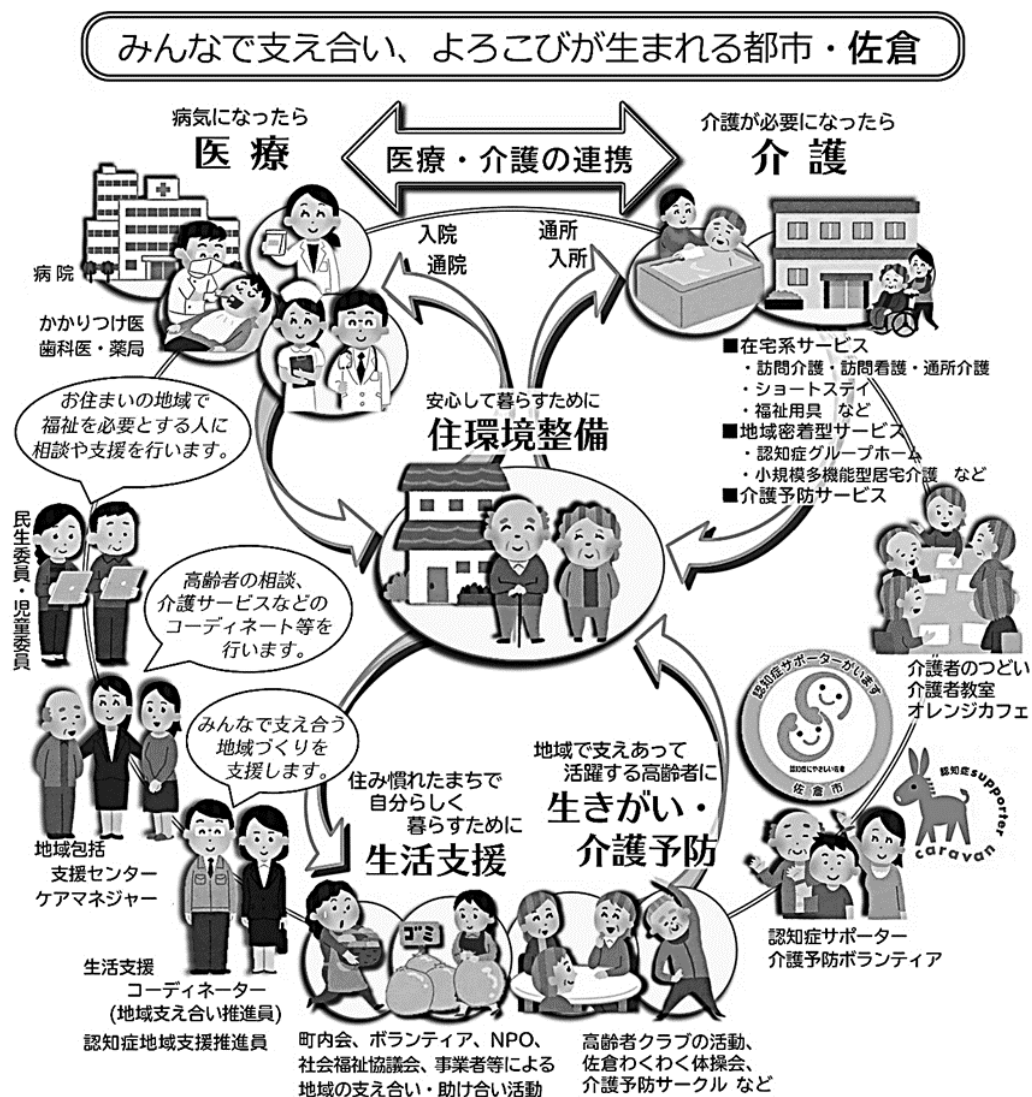 みんなで支え合い、よろこびが生まれる都市・佐倉
病気になったら
医療
医療・介護の連携
介護が必要になったら
介護
入院
通院
通所
入所
病院
かかりつけ医
歯科医・薬局
■在宅系サービス
・訪問介護・訪問看護・通所介護
・ショートステイ
・福祉用具 など
■地域密着型サービス
・認知症グループホーム
・小規模多機能型居宅介護 など
■介護予防サービス
安心して暮らすために
住環境整備
お住まいの地域で
福祉を必要とする人に
相談や支援を行います。
民生委員・児童委員
高齢者の相談、
介護サービスなどの
コーディネート等を
行います。
みんなで支え合う
地域づくりを
支援します。
地域包括
支援センター
ケアマネジャー
生活支援
コーディネーター
(地域支え合い推進員)
認知症地域支援推進員
住み慣れたまちで
自分らしく
暮らすために
生活支援
ゴミ
町内会、ボランティア、NPO、
社会福祉協議会、事業者等による
地域の支え合い・助け合い活動
地域で支えあって
活躍する高齢者に
生きがい・
介護予防
高齢者クラブの活動、
佐倉わくわく体操会、
介護予防サークル など
介護者のつどい
介護者教室
オレンジカフェ
認知症サポーターがいます
認知症にやさしい佐倉
佐倉市
認知症supporter
caravan
認知症サポーター
介護予防ボランティア